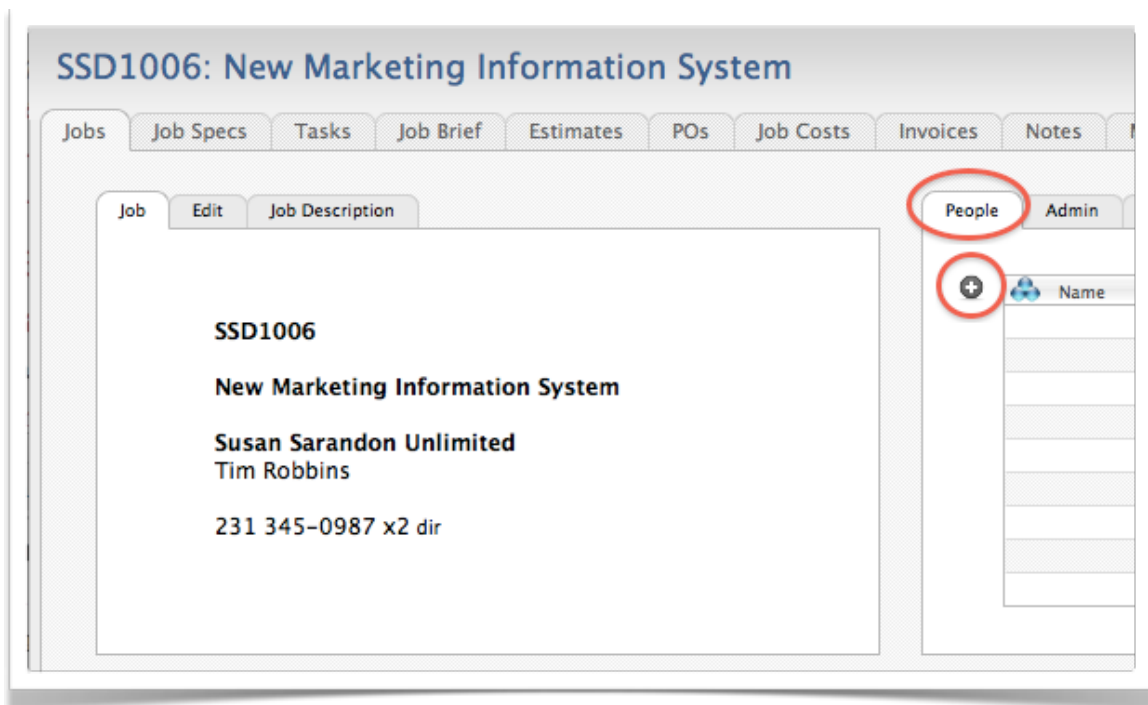 SSD1006: New Marketing Information System
Jobs Job Specs Tasks Job Brief Estimates POs Job Costs Invoices Notes
Job Edit Job Description
People Admin
Name
SSD1006
New Marketing Information System
Susan Sarandon Unlimited
Tim Robbins
231 345-0987 x2 dir